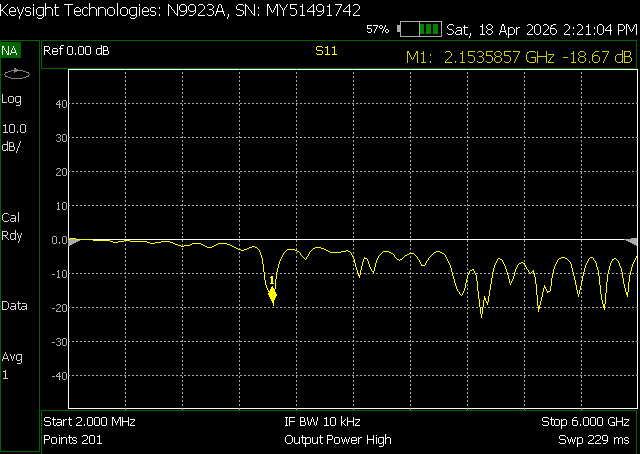 Keysight Technologies: N9923A, SN: MY51491742
57% Sat, 18 Apr 2026 2:21:04 PM
NA Ref 0.00 dB S11
M1: 2.1535857 GHz -18.67 dB
Log
10.0
dB/
Cal
Rdy
Data
Avg
1
40
30
20
10
0.0
-10
-20
-30
-40
1
Start 2.000 MHz IF BW 10 kHz Stop 6.000 GHz
Points 201 Output Power High Swp 229 ms